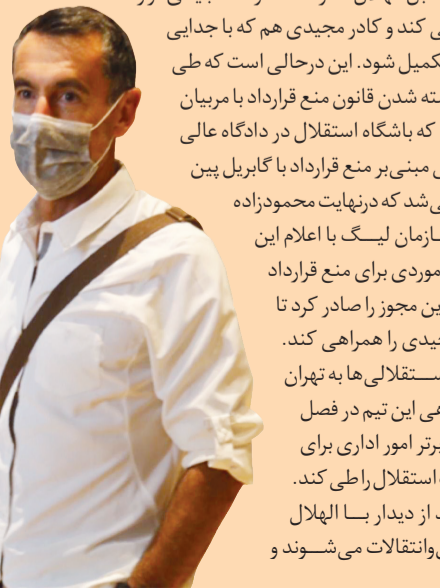 ی کند و کادر مجیدی هم که با جدایی
کمیل شود. این درحالی است که طی
ته شدن قانون منع قرارداد با مربیان
که باشگاه استقلال در دادگاه عالی
مبنی‌بر منع قرارداد با گابریل پین
ی‌شد که درنهایت محمودزاده
ازمان لیگ با اعلام این
موردی برای منع قرارداد
ین مجوز را صادر کرد تا
یدی را همراهی کند.
ستقلالی‌ها به تهران
هی این تیم در فصل
برتر امور اداری برای
استقلال را طی کند.
د از دیدار با الهلال
ل‌وانتقالات می‌شوند و